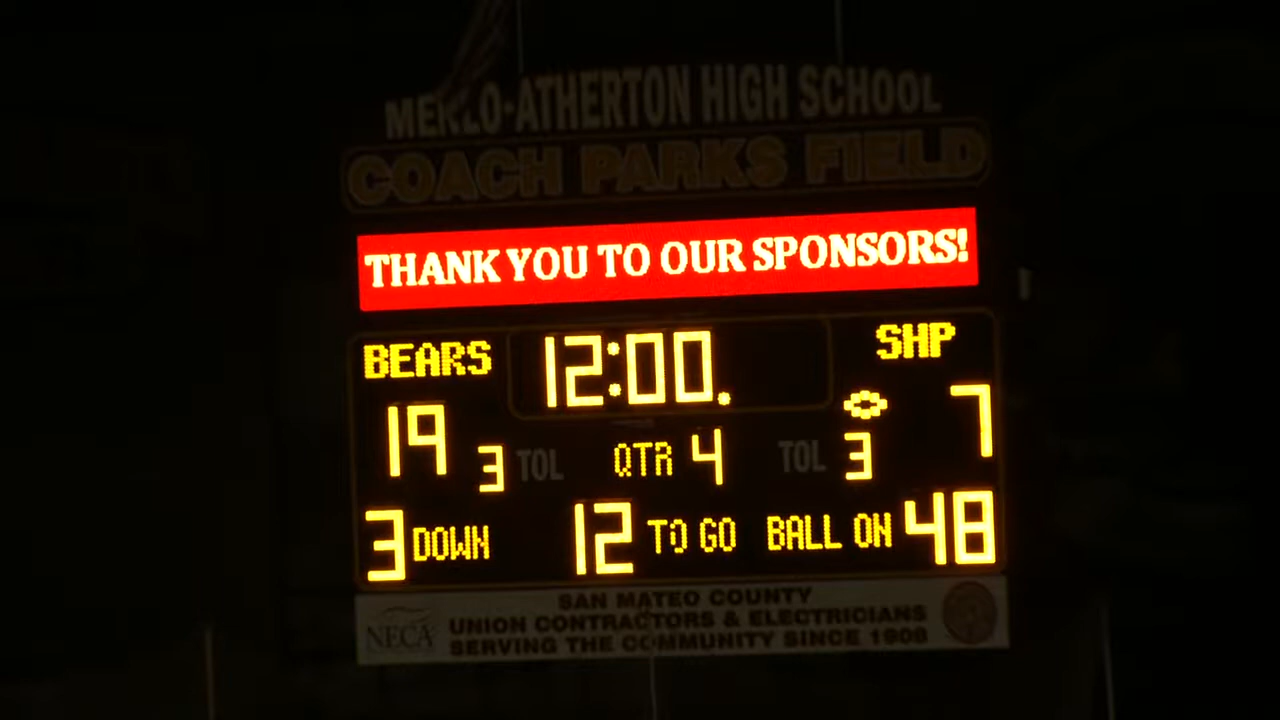 MENLO-ATHERTON HIGH SCHOOL
COACH PARKS FIELD
THANK YOU TO OUR SPONSORS!
BEARS 12:00. SHP
19 3 TOL QTR 4 TOL 3 7
3 DOWN 12 TO GO BALL ON 48
NECA
SAN MATEO COUNTY
UNION CONTRACTORS & ELECTRICIANS
SERVING THE COMMUNITY SINCE 1908